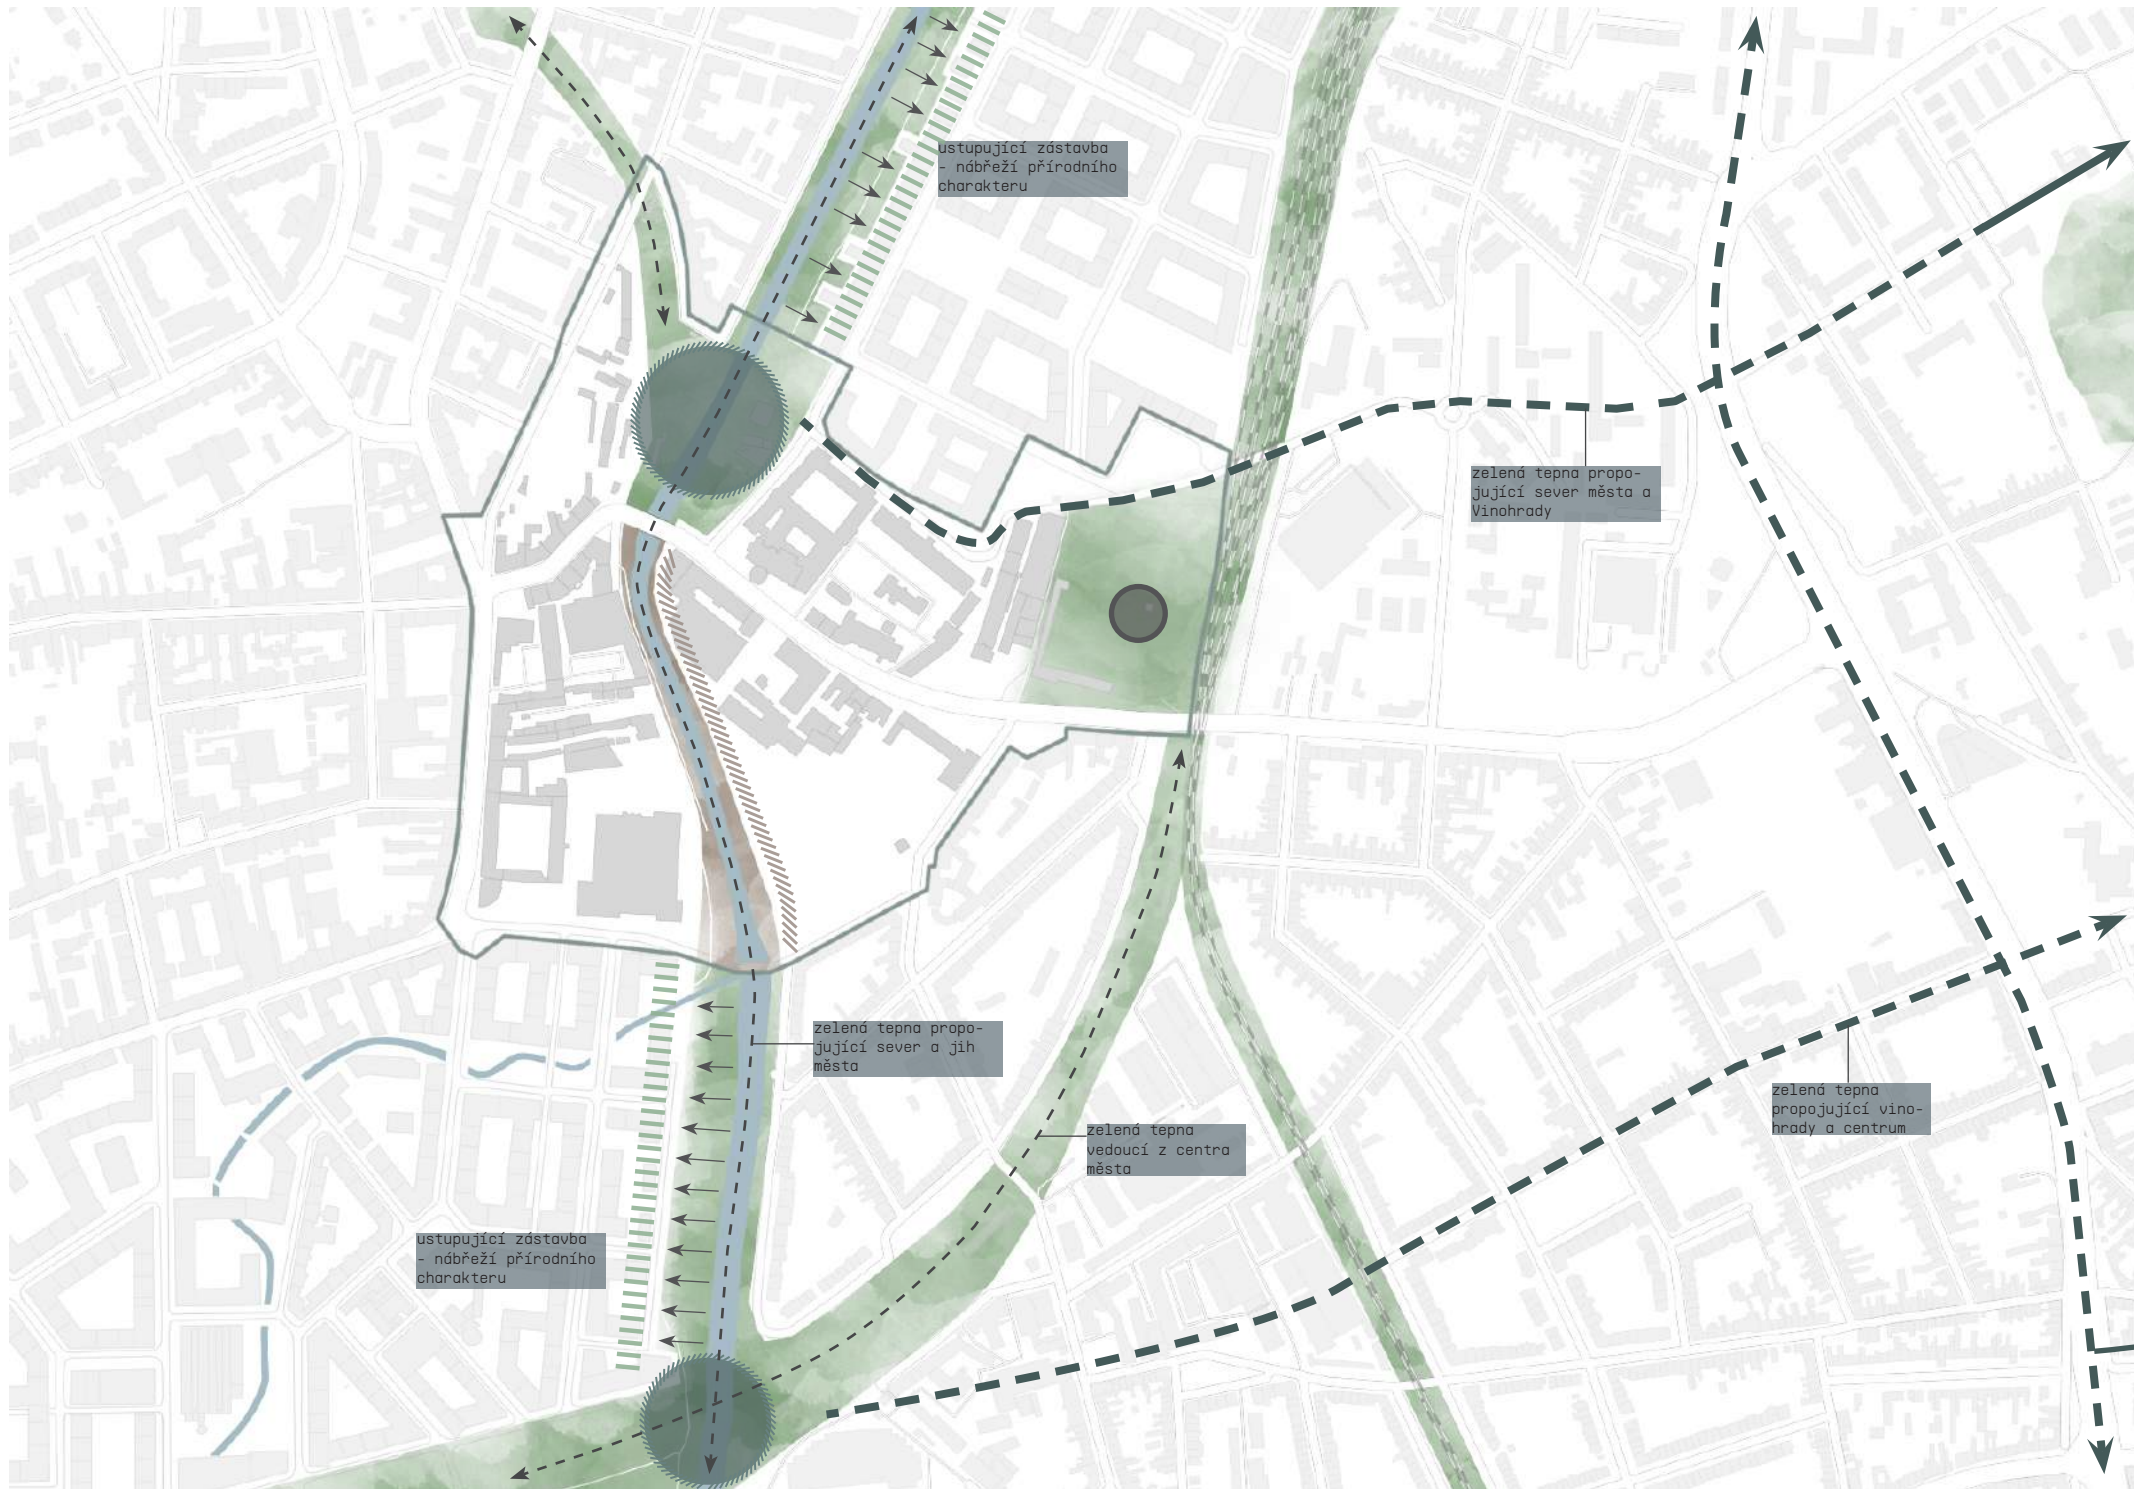 ustupující zástavba
- nábřeží přírodního
charakteru
zelená tepna propo-
jující sever města a
Vinohrady
zelená tepna propo-
jující sever a jih
města
zelená tepna
propojující vino-
hrady a centrum
zelená tepna
vedoucí z centra
města
ustupující zástavba
- nábřeží přírodního
charakteru